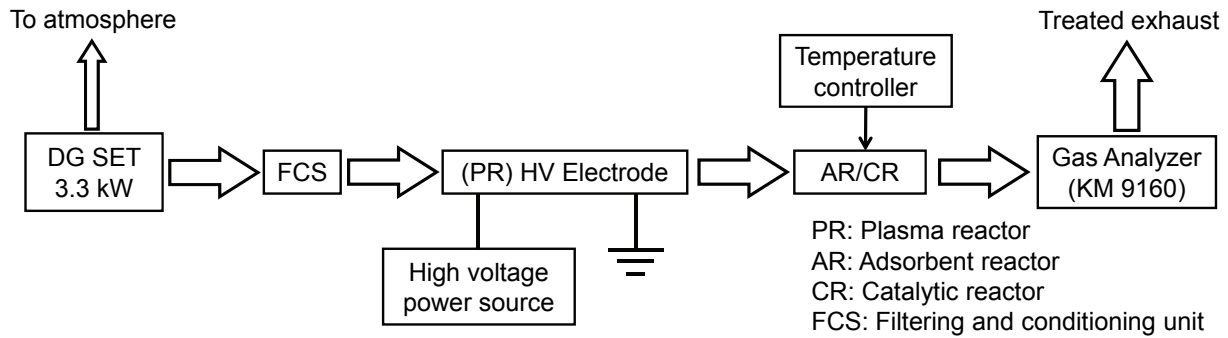 To atmosphere
Treated exhaust
Temperature
controller
DG SET
3.3 kW
FCS
(PR) HV Electrode
AR/CR
Gas Analyzer
(KM 9160)
High voltage
power source
PR: Plasma reactor
AR: Adsorbent reactor
CR: Catalytic reactor
FCS: Filtering and conditioning unit